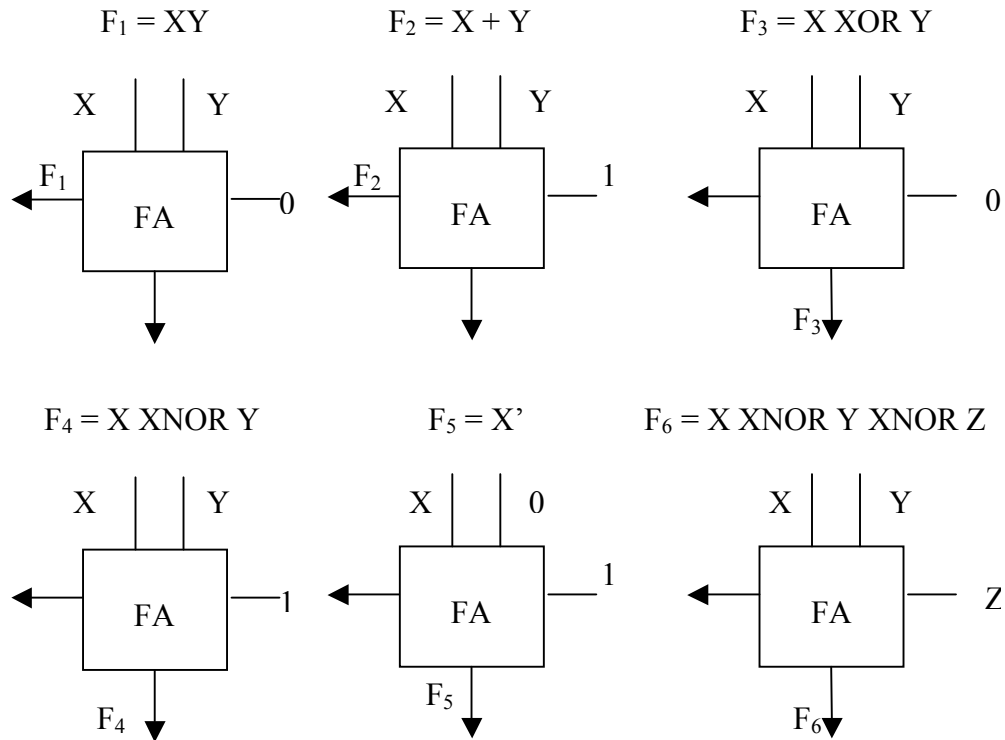 F₁ = XY
F₂ = X + Y
F₃ = X XOR Y
X Y
X Y
X Y
F₁
FA
0
F₂
FA
1
FA
0
F₃
F₄ = X XNOR Y
F₅ = X’
F₆ = X XNOR Y XNOR Z
X Y
X 0
X Y
FA
1
FA
1
FA
Z
F₄
F₅
F₆